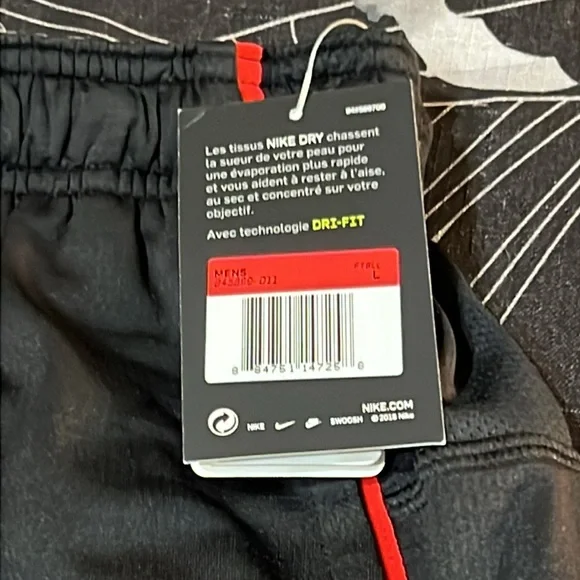 Les tissus NIKE DRY chassent
la sueur de votre peau pour
une évaporation plus rapide
et vous aident à rester à l'aise,
au sec et concentré sur votre
objectif.
Avec technologie DRI-FIT
MENS
L
NIKE SWOOSH
NIKE.COM
© 2018 Nike